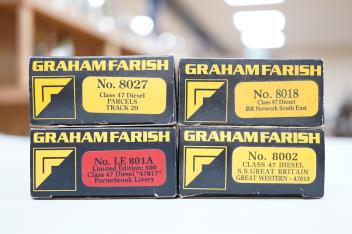 GRAHAM FARISH
No. 8027
Class 47 Diesel
PARCELS
TRACK 29
GRAHAM FARISH
No. 8018
Class 47 Diesel
BR Network South East
GRAHAM FARISH
No. LE 801A
Limited Edition: 500
Class 47 Diesel "47817"
Porterbrook Livery
GRAHAM FARISH
No. 8002
CLASS 47 DIESEL
S.S.GREAT BRITAIN
GREAT WESTERN - 47813